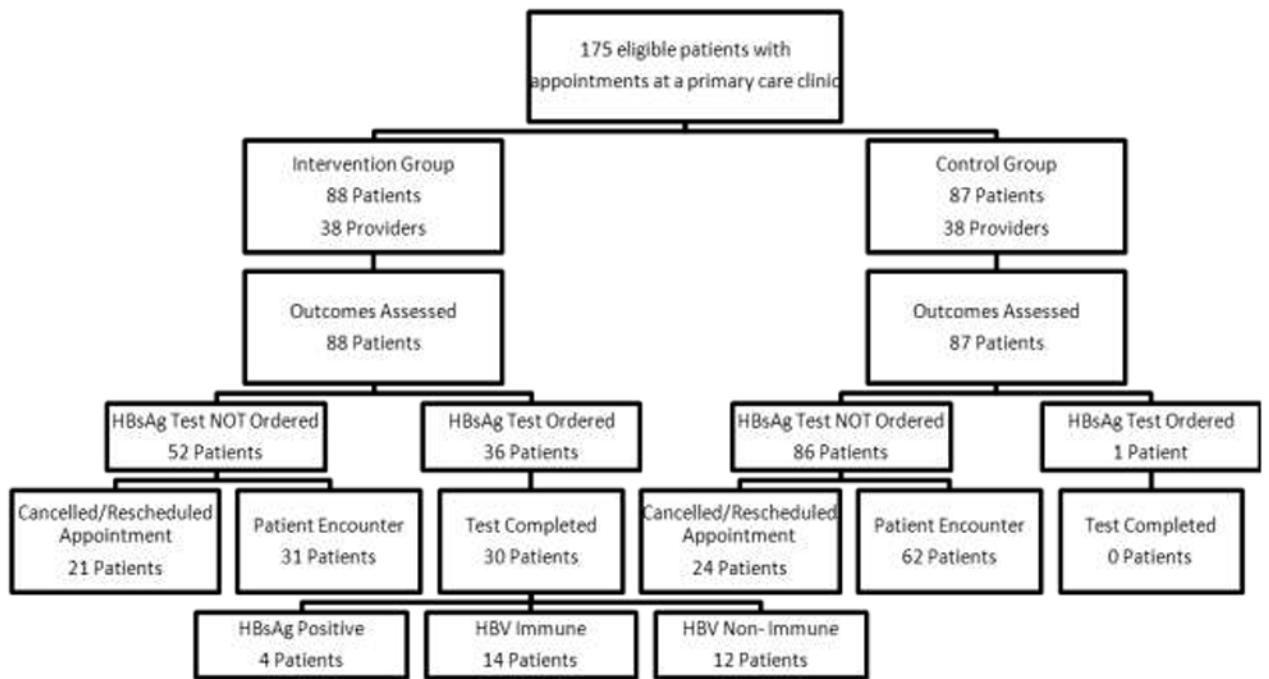 175 eligible patients with
appointments at a primary care clinic
Intervention Group
88 Patients
38 Providers
Control Group
87 Patients
38 Providers
Outcomes Assessed
88 Patients
Outcomes Assessed
87 Patients
HBsAg Test NOT Ordered
52 Patients
HBsAg Test Ordered
36 Patients
HBsAg Test NOT Ordered
86 Patients
HBsAg Test Ordered
1 Patient
Cancelled/Rescheduled
Appointment
21 Patients
Patient Encounter
31 Patients
Test Completed
30 Patients
Cancelled/Rescheduled
Appointment
24 Patients
Patient Encounter
62 Patients
Test Completed
0 Patients
HBsAg Positive
4 Patients
HBV Immune
14 Patients
HBV Non- Immune
12 Patients